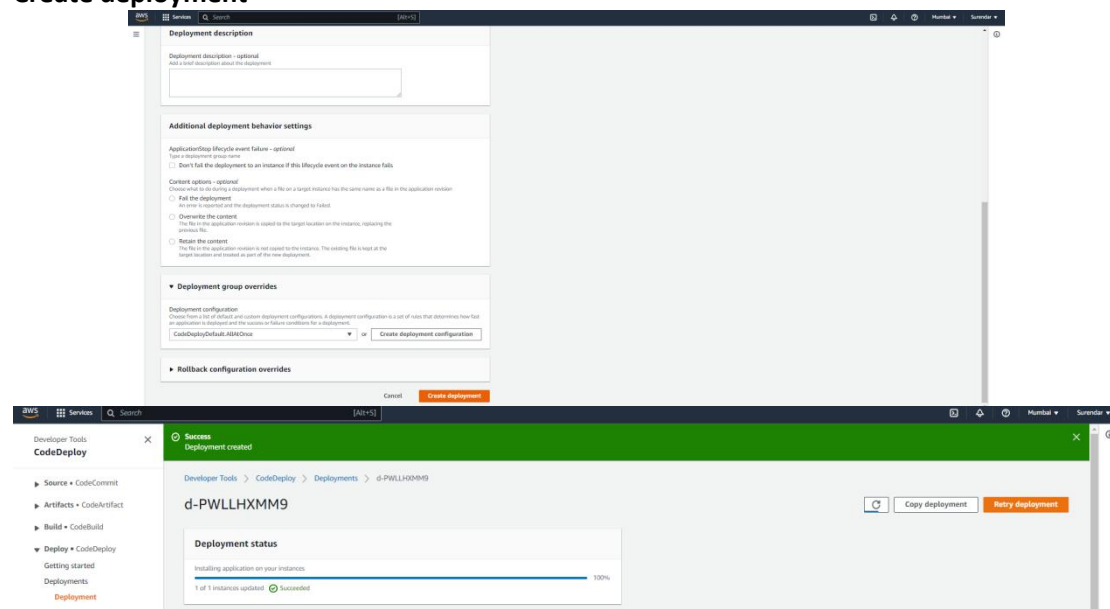 Create deployment
aws Services Search [Alt+S] Mumbai Surendar
Deployment description
Deployment description - optional
Add a brief description about the deployment
Additional deployment behavior settings
ApplicationStop lifecycle event failure - optional
Type a deployment group name
Don't fail the deployment to an instance if this lifecycle event on the instance fails
Content options - optional
Choose what to do during a deployment when a file on a target instance has the same name as a file in the application revision
Fail the deployment
An error is reported and the deployment status is changed to Failed.
Overwrite the content
The file in the application revision is copied to the target location on the instance, replacing the
previous file.
Retain the content
The file in the application revision is not copied to the instance. The existing file is kept at the
target location and treated as part of the new deployment.
Deployment group overrides
Deployment configuration
Choose from a list of default and custom deployment configurations. A deployment configuration is a set of rules that determines how fast
an application is deployed and the success or failure conditions for a deployment.
CodeDeployDefault.AllAtOnce or Create deployment configuration
Rollback configuration overrides
Cancel Create deployment
aws Services Search [Alt+S] Mumbai Surendar
Developer Tools
CodeDeploy
Source • CodeCommit
Artifacts • CodeArtifact
Build • CodeBuild
Deploy • CodeDeploy
Getting started
Deployments
Deployment
Success
Deployment created
Developer Tools > CodeDeploy > Deployments > d-PWLLHXMM9
d-PWLLHXMM9
Copy deployment Retry deployment
Deployment status
Installing application on your instances
100%
1 of 1 instances updated Succeeded